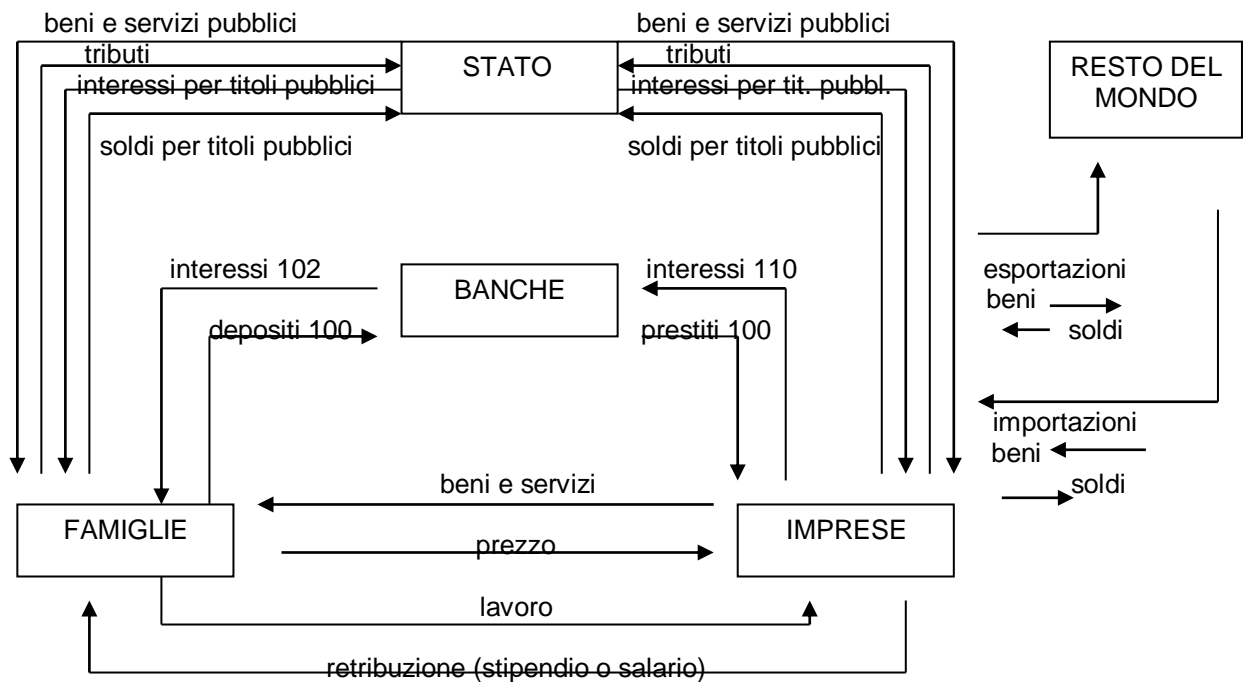 beni e servizi pubblici
beni e servizi pubblici
tributi
STATO
tributi
RESTO DEL
MONDO
interessi per titoli pubblici
interessi per tit. pubbl.
soldi per titoli pubblici
soldi per titoli pubblici
interessi 102
BANCHE
interessi 110
esportazioni
beni
soldi
depositi 100
prestiti 100
importazioni
beni
soldi
beni e servizi
FAMIGLIE
IMPRESE
prezzo
lavoro
retribuzione (stipendio o salario)